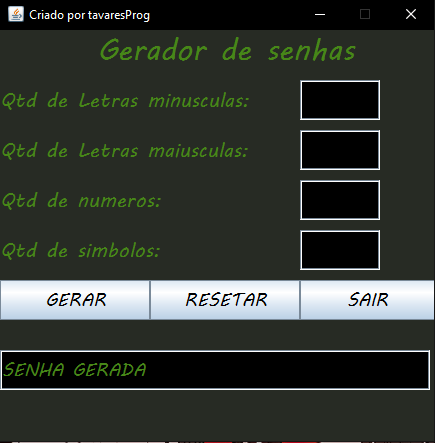 Criado por tavaresProg
Gerador de senhas
Qtd de Letras minusculas:
Qtd de Letras maiusculas:
Qtd de numeros:
Qtd de simbolos:
GERAR RESETAR SAIR
SENHA GERADA